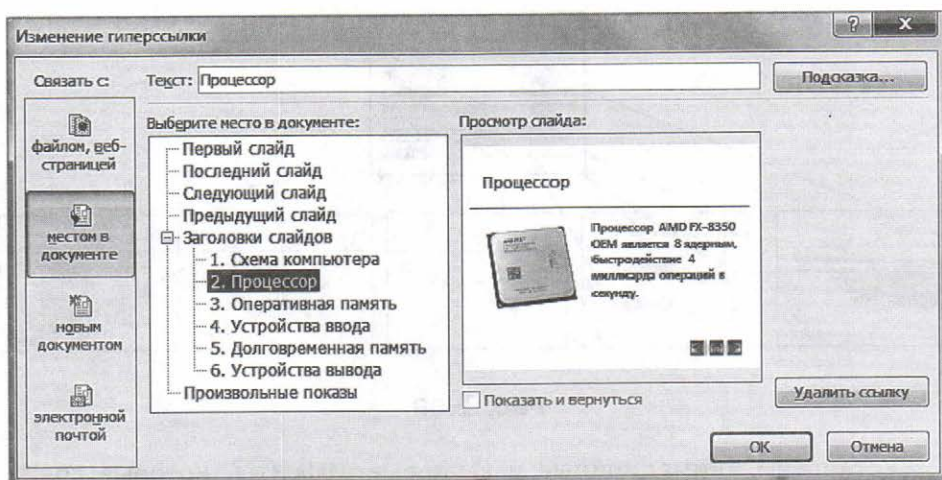 Изменение гиперссылки
Связать с:
Текст: Процессор
Подсказка...
файлом, веб-
страницей
местом в
документе
новым
документом
электронной
почтой
Выберите место в документе:
Первый слайд
Последний слайд
Следующий слайд
Предыдущий слайд
Заголовки слайдов
1. Схема компьютера
2. Процессор
3. Оперативная память
4. Устройства ввода
5. Долговременная память
6. Устройства вывода
Произвольные показы
Просмотр слайда:
Процессор
Процессор AMD FX-8350
OEM является 8 ядерным,
быстродействие 4
миллиарда операций в
секунду.
Показать и вернуться
Удалить ссылку
ОК
Отмена